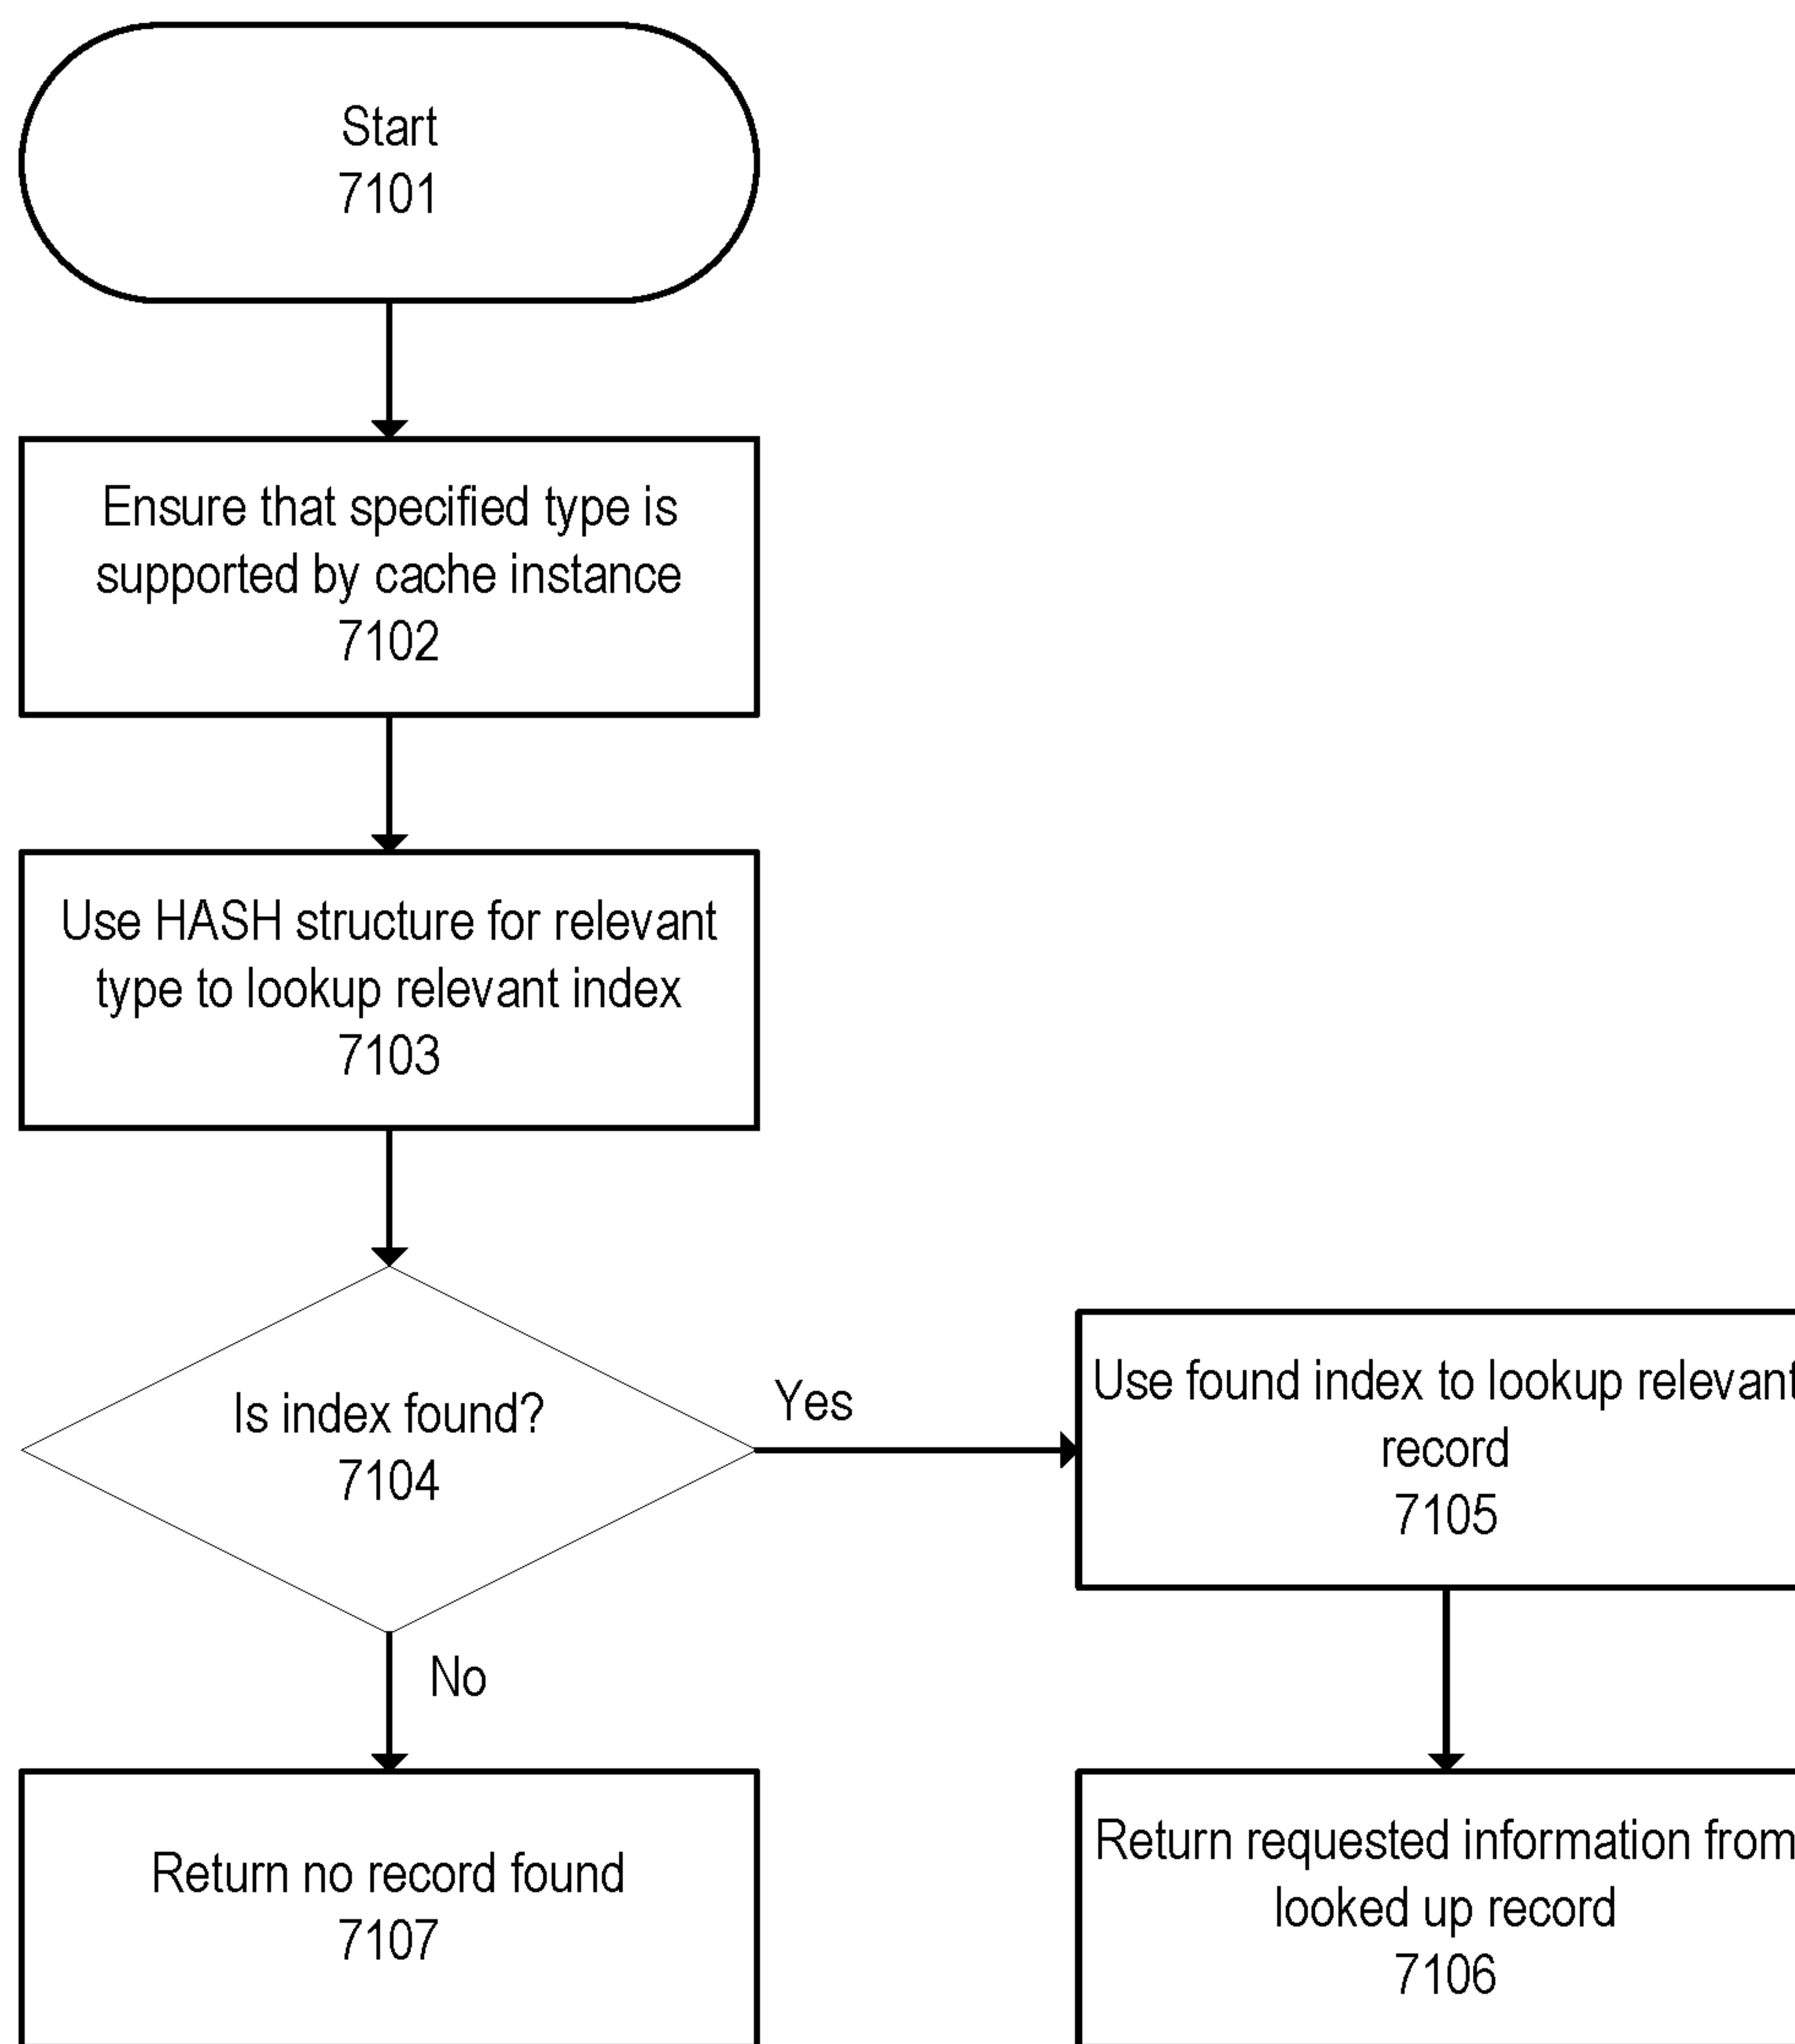 Start
7101
Ensure that specified type is
supported by cache instance
7102
Use HASH structure for relevant
type to lookup relevant index
7103
Is index found?
7104
Yes
Use found index to lookup relevant
record
7105
No
Return no record found
7107
Return requested information from
looked up record
7106